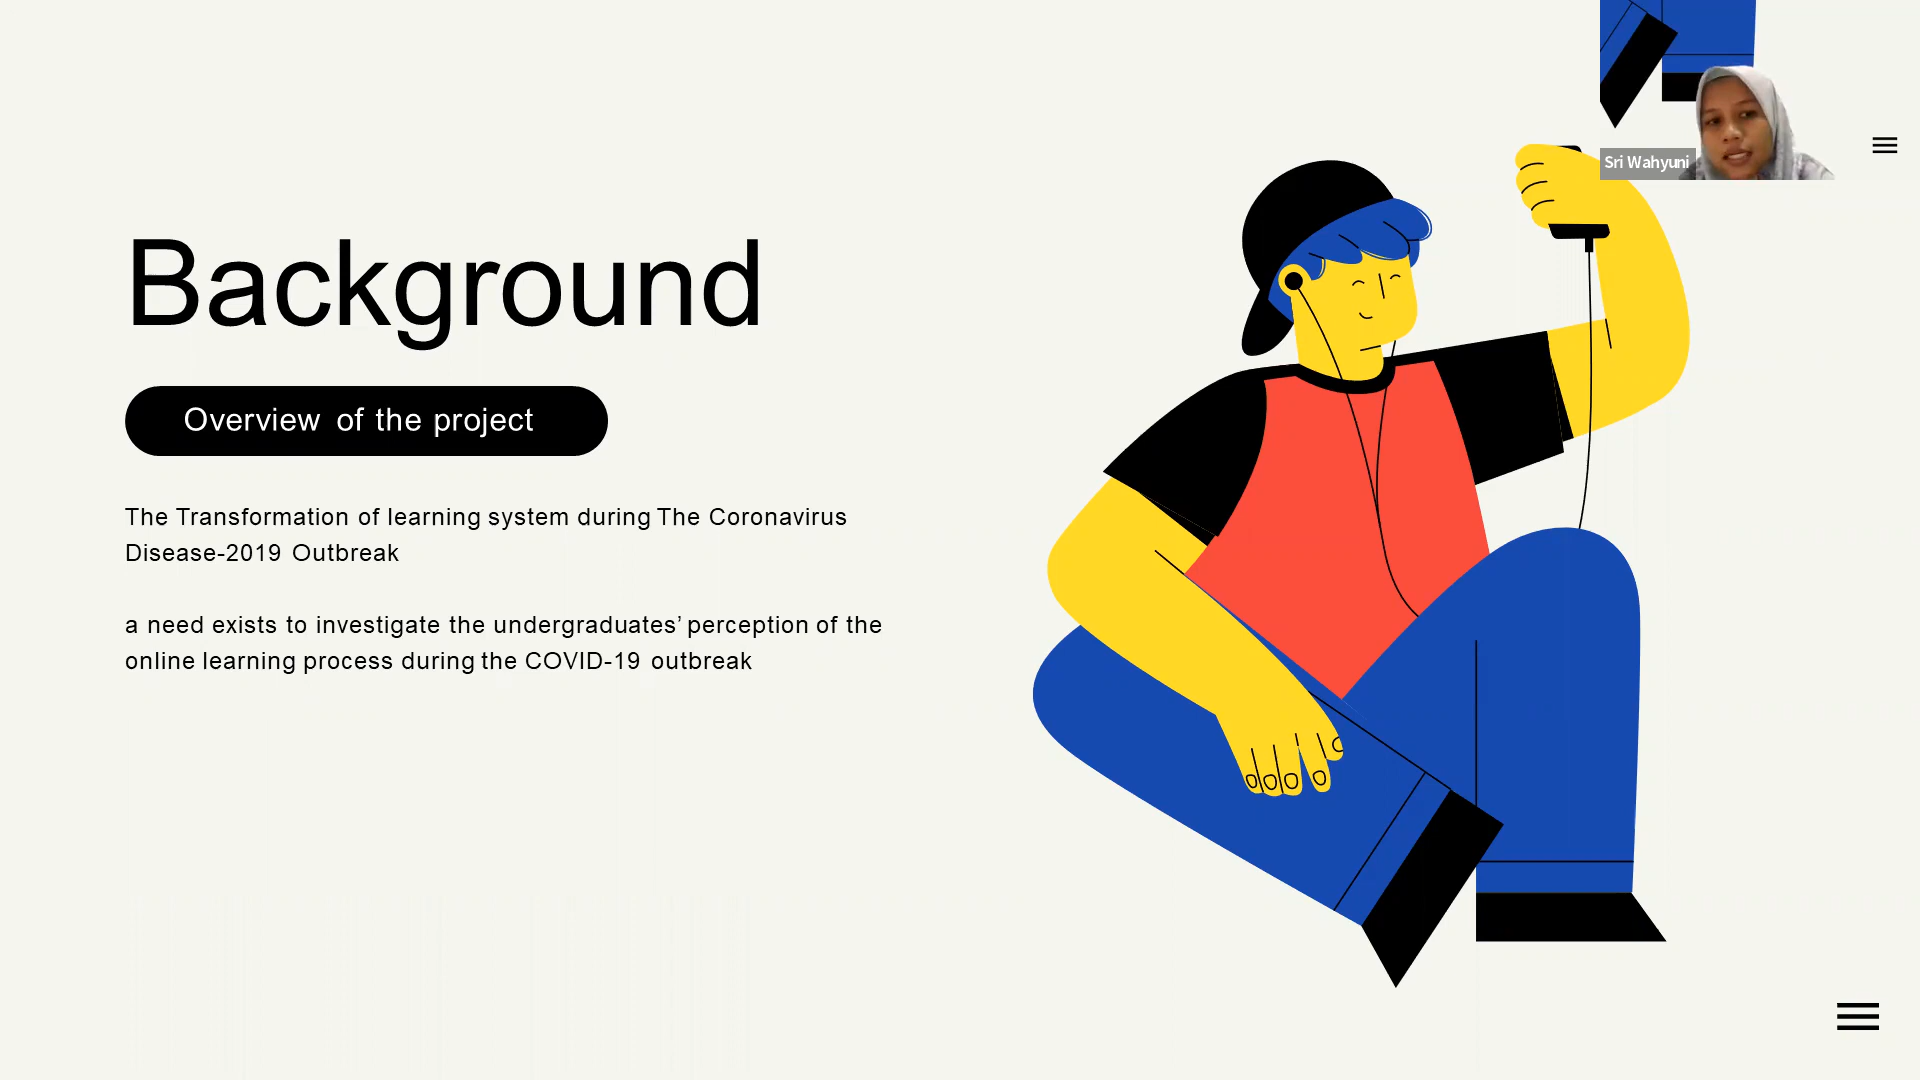 Sri Wahyuni
Background
Overview of the project
The Transformation of learning system during The Coronavirus
Disease-2019 Outbreak
a need exists to investigate the undergraduates’ perception of the
online learning process during the COVID-19 outbreak